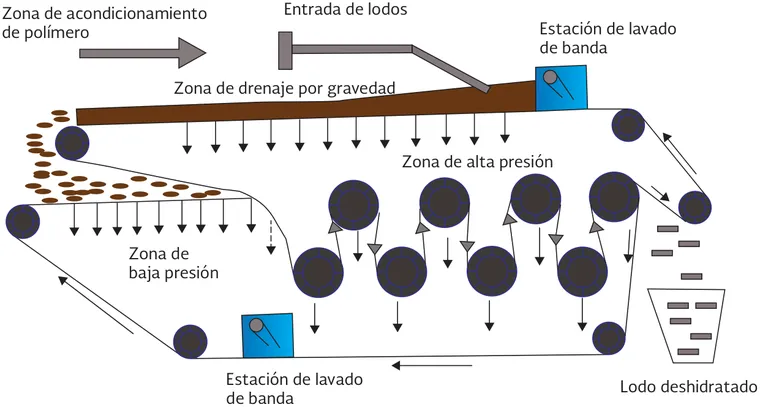 Zona de acondicionamiento
de polímero
Entrada de lodos
Estación de lavado
de banda
Zona de drenaje por gravedad
Zona de alta presión
Zona de
baja presión
Estación de lavado
de banda
Lodo deshidratado